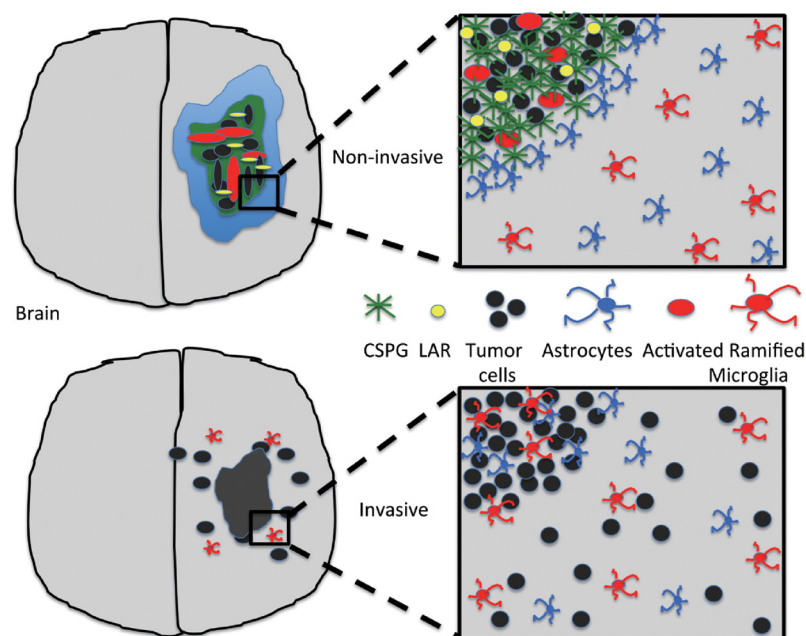 Non-invasive
Brain
CSPG LAR Tumor cells Astrocytes Activated Ramified
Microglia
Invasive